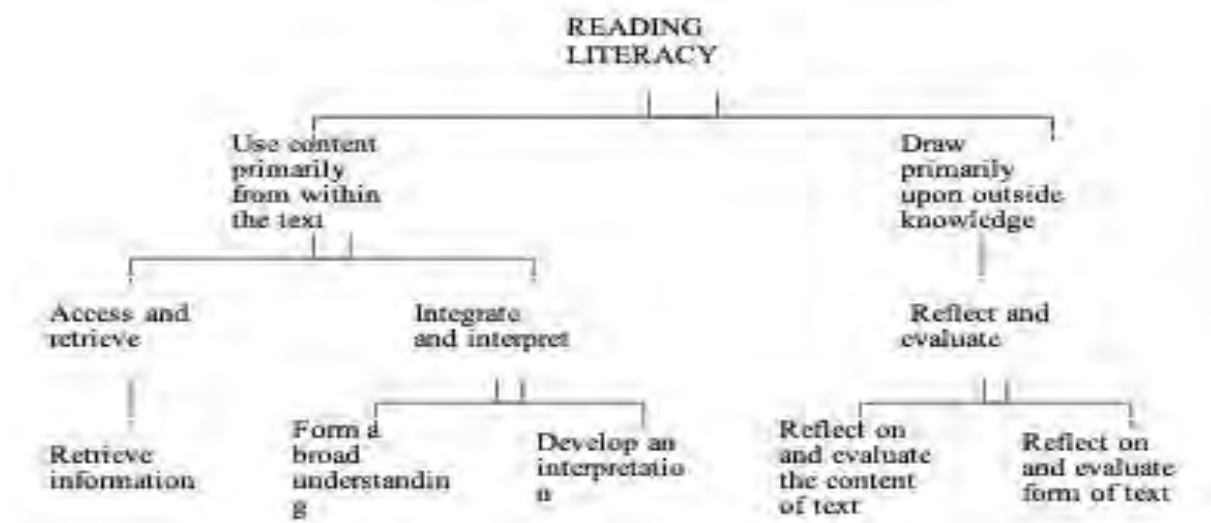 READING
LITERACY
Use content
primarily
from within
the text
Draw
primarily
upon outside
knowledge
Access and
retrieve
Integrate
and interpret
Reflect and
evaluate
Retrieve
information
Form a
broad
understandin
g
Develop an
interpretatio
n
Reflect on
and evaluate
the content
of text
Reflect on
and evaluate
form of text